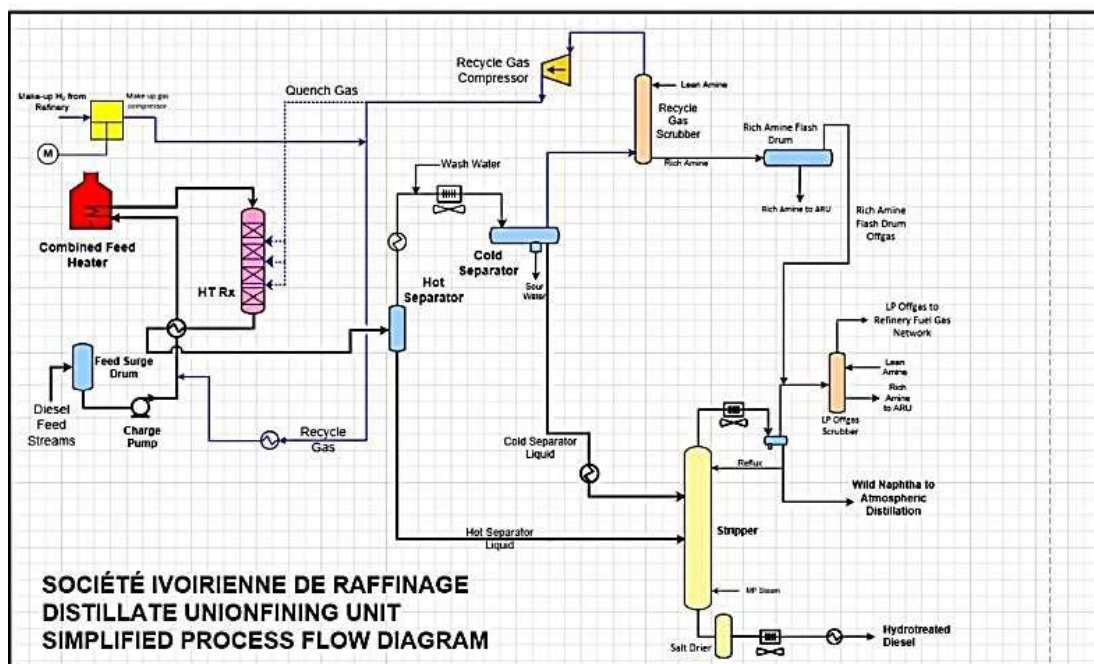 Recycle Gas
Compressor
Make-up H₂ from
Refinery
Make up gas
compressor
Quench Gas
M
Lean Amine
Recycle
Gas
Scrubber
Rich Amine Flash
Drum
Rich Amine
Rich Amine to ARU
Rich Amine
Flash Drum
Offgas
Wash Water
Combined Feed
Heater
HT Rx
Hot
Separator
Cold
Separator
Sour
Water
LP Offgas to
Refinery Fuel Gas
Network
Lean
Amine
Rich
Amine
to ARU
LP Offgas
Scrubber
Feed Surge
Drum
Diesel
Feed
Streams
Charge
Pump
Recycle
Gas
Cold Separator
Liquid
Reflux
Wild Naphtha to
Atmospheric
Distillation
Hot Separator
Liquid
Stripper
MP Steam
Salt Drier
Hydrotreated
Diesel
SOCIÉTÉ IVOIRIENNE DE RAFFINAGE
DISTILLATE UNIONFINING UNIT
SIMPLIFIED PROCESS FLOW DIAGRAM